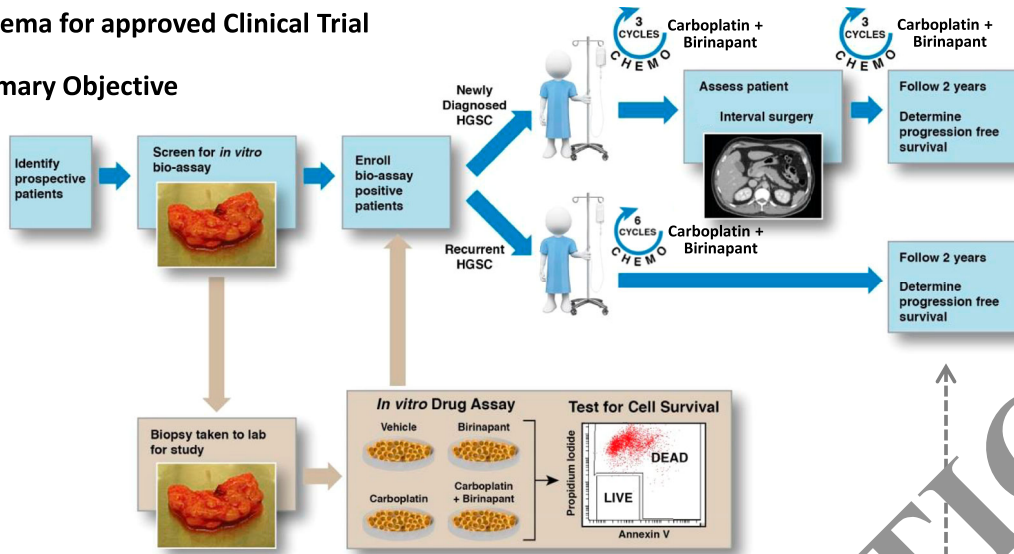 ema for approved Clinical Trial
mary Objective
Identify
prospective
patients
Screen for in vitro
bio-assay
Enroll
bio-assay
positive
patients
Newly
Diagnosed
HGSC
3
CYCLES
CHEMO
Carboplatin +
Birinapant
Assess patient
Interval surgery
3
CYCLES
CHEMO
Carboplatin +
Birinapant
Follow 2 years
Determine
progression free
survival
Recurrent
HGSC
6
CYCLES
CHEMO
Carboplatin +
Birinapant
Follow 2 years
Determine
progression free
survival
Biopsy taken to lab
for study
In vitro Drug Assay
Vehicle
Birinapant
Carboplatin
Carboplatin
+ Birinapant
Test for Cell Survival
Propidium Iodide
DEAD
LIVE
Annexin V